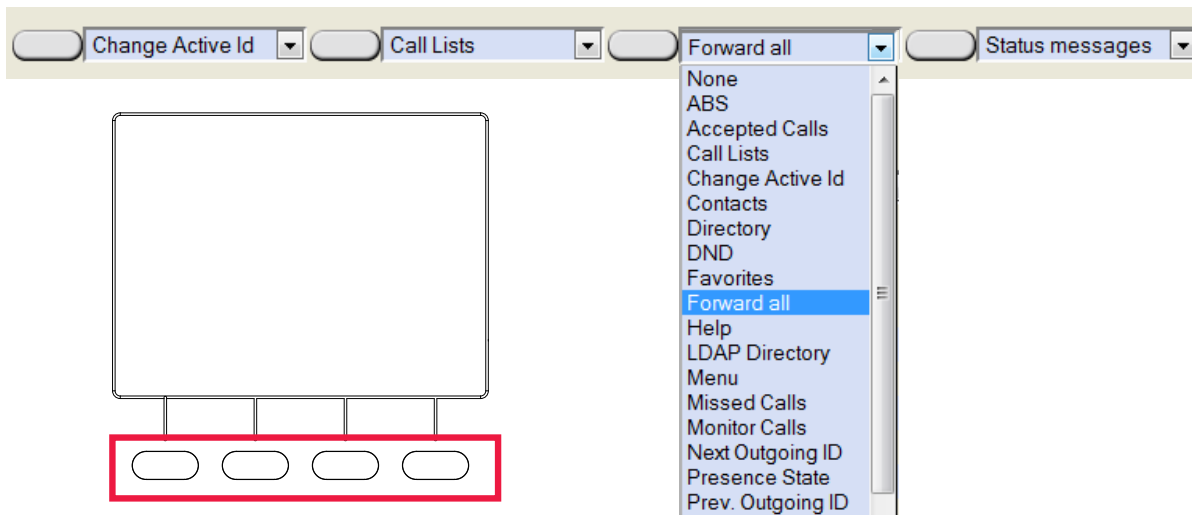 Change Active Id Call Lists Forward all Status messages
None
ABS
Accepted Calls
Call Lists
Change Active Id
Contacts
Directory
DND
Favorites
Forward all
Help
LDAP Directory
Menu
Missed Calls
Monitor Calls
Next Outgoing ID
Presence State
Prev. Outgoing ID